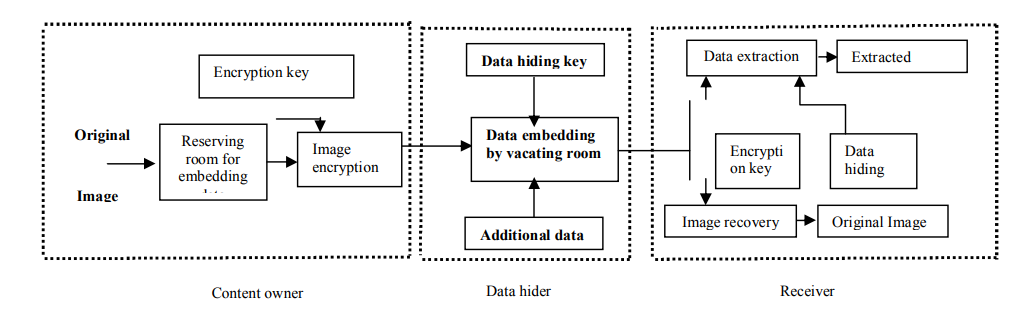 Encryption key
Original
Image
Reserving
room for
embedding
Image
encryption
Data hiding key
Data embedding
by vacating room
Additional data
Data extraction
Extracted
Encrypti
on key
Data
hiding
Image recovery
Original Image
Content owner
Data hider
Receiver